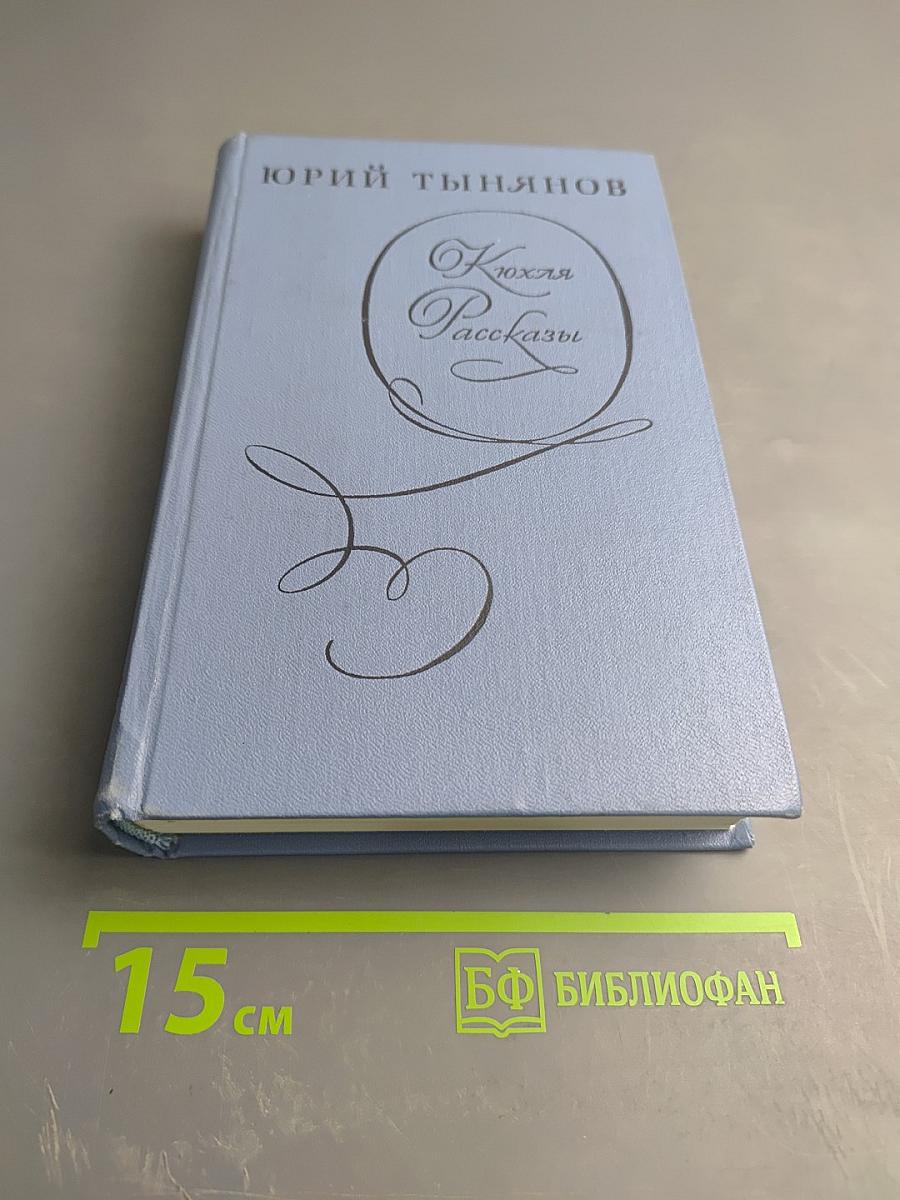 ЮРИЙ ТЫНЯНОВ
Кюхля
Рассказы
15 см
БФ БИБЛИОФАН